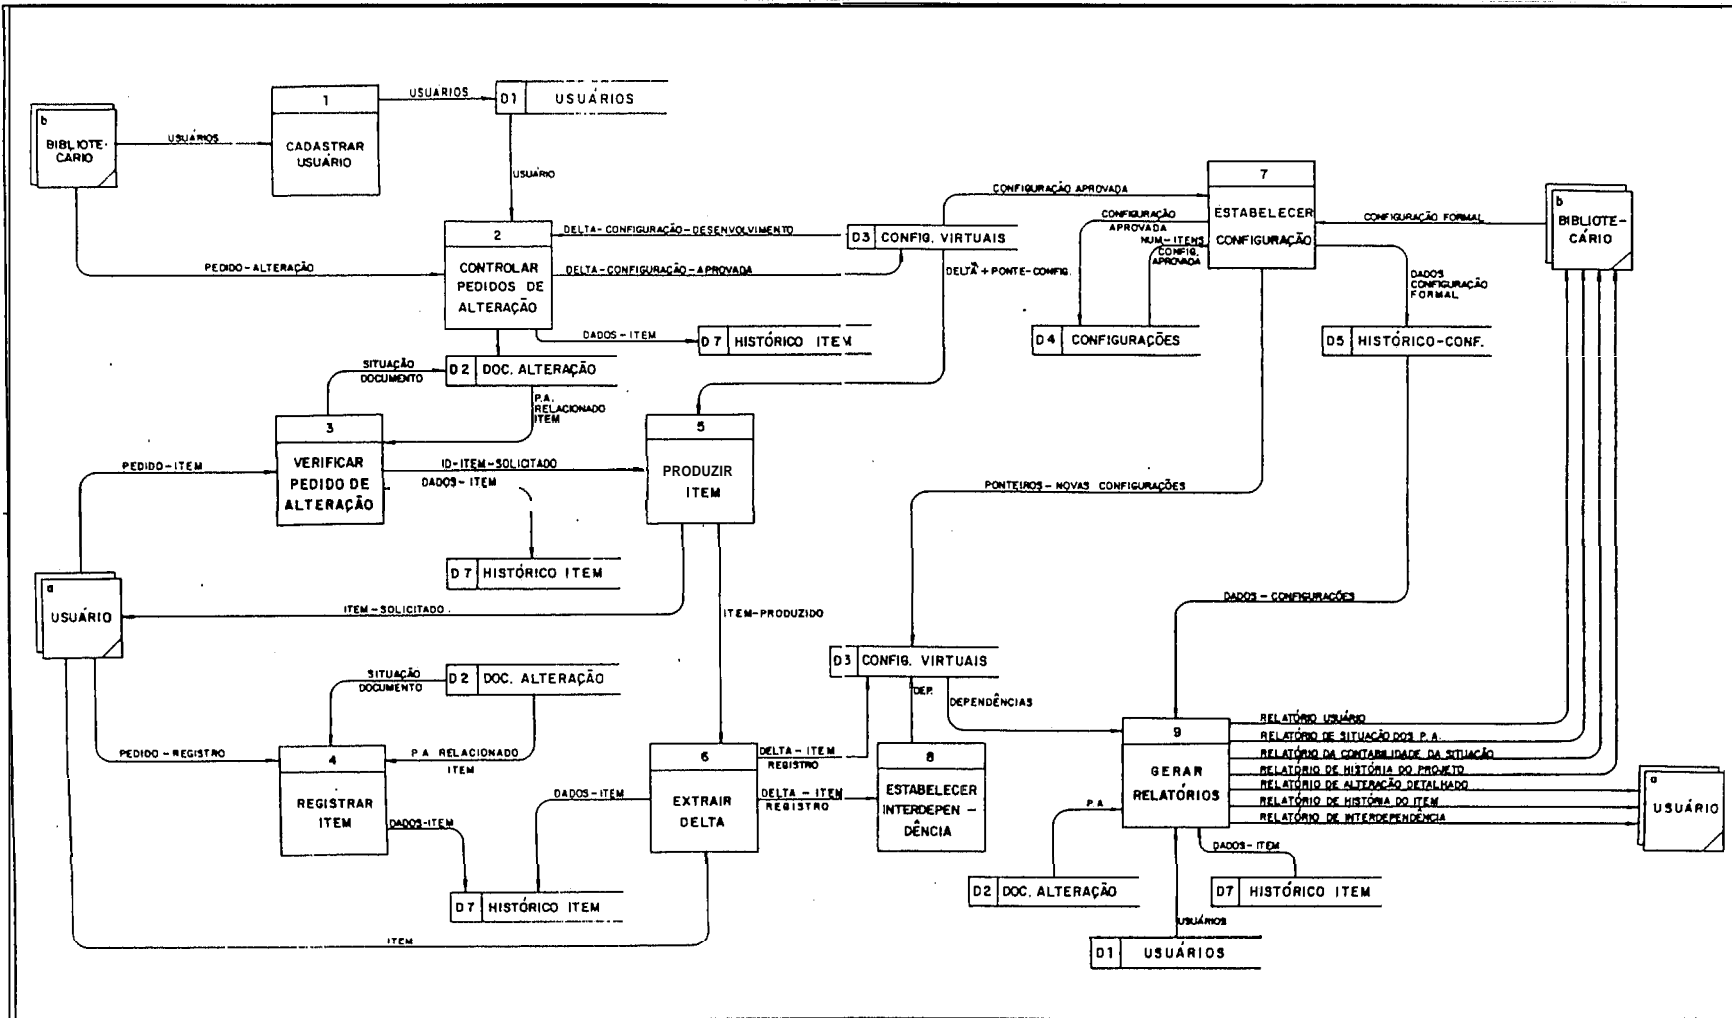 b
BIBLIOTE-
CÁRIO
USUÁRIOS
1
CADASTRAR
USUÁRIO
USUARIOS
D1 USUÁRIOS
USUÁRIO
PEDIDO-ALTERAÇÃO
2
CONTROLAR
PEDIDOS DE
ALTERAÇÃO
DELTA-CONFIGURAÇÃO-DESENVOLVIMENTO
DELTA-CONFIGURAÇÃO-APROVADA
D3 CONFIG. VIRTUAIS
CONFIGURAÇÃO APROVADA
7
ESTABELECER
CONFIGURAÇÃO
CONFIGURAÇÃO
APROVADA
NUM-ITENS
CONFIG.
APROVADA
CONFIGURAÇÃO FORMAL
b
BIBLIOTE-
CÁRIO
DADOS
CONFIGURAÇÃO
FORMAL
DELTA + PONTE-CONFIG.
DADOS-ITEM
D7 HISTÓRICO ITEM
D4 CONFIGURAÇÕES
D5 HISTÓRICO-CONF.
SITUAÇÃO
DOCUMENTO
D2 DOC. ALTERAÇÃO
P.A.
RELACIONADO
ITEM
3
VERIFICAR
PEDIDO DE
ALTERAÇÃO
PEDIDO-ITEM
ID-ITEM-SOLICITADO
DADOS-ITEM
5
PRODUZIR
ITEM
PONTEIROS-NOVAS CONFIGURAÇÕES
D7 HISTÓRICO ITEM
a
USUÁRIO
ITEM-SOLICITADO
ITEM-PRODUZIDO
DADOS-CONFIGURAÇÕES
D3 CONFIG. VIRTUAIS
SITUAÇÃO
DOCUMENTO
D2 DOC. ALTERAÇÃO
DEP.
DEPENDÊNCIAS
PEDIDO-REGISTRO
4
REGISTRAR
ITEM
P.A RELACIONADO
ITEM
DADOS-ITEM
DADOS-ITEM
6
EXTRAIR
DELTA
DELTA-ITEM
REGISTRO
DELTA-ITEM
REGISTRO
8
ESTABELECER
INTERDEPEN-
DÊNCIA
9
GERAR
RELATÓRIOS
RELATÓRIO USUÁRIO
RELATÓRIO DE SITUAÇÃO DOS P.A.
RELATÓRIO DA CONTABILIDADE DA SITUAÇÃO
RELATÓRIO DE HISTÓRIA DO PROJETO
RELATÓRIO DE ALTERAÇÃO DETALHADO
RELATÓRIO DE HISTÓRIA DO ITEM
RELATÓRIO DE INTERDEPENDÊNCIA
a
USUÁRIO
P.A
DADOS-ITEM
D7 HISTÓRICO ITEM
D2 DOC. ALTERAÇÃO
D7 HISTÓRICO ITEM
USUÁRIOS
ITEM
D1 USUÁRIOS